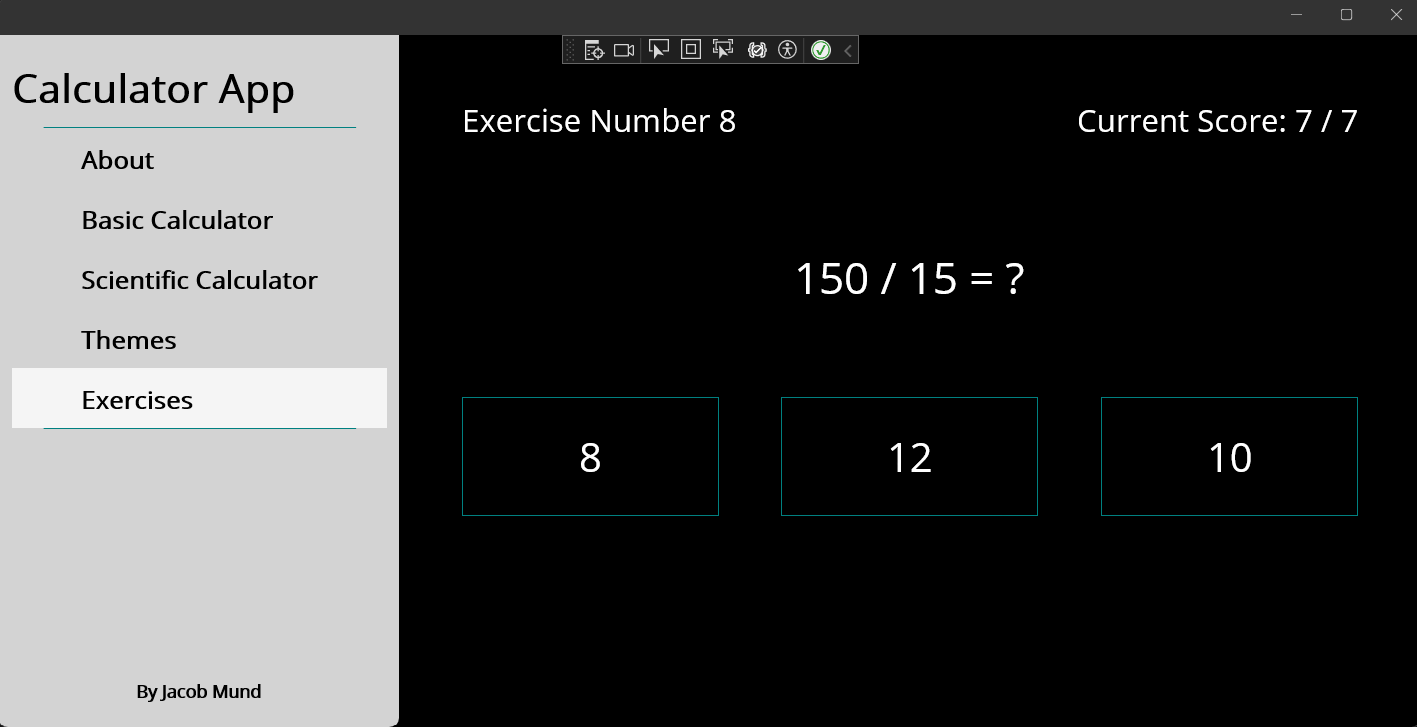 Calculator App
About
Basic Calculator
Scientific Calculator
Themes
Exercises
By Jacob Mund
Exercise Number 8
Current Score: 7 / 7
150 / 15 = ?
8
12
10